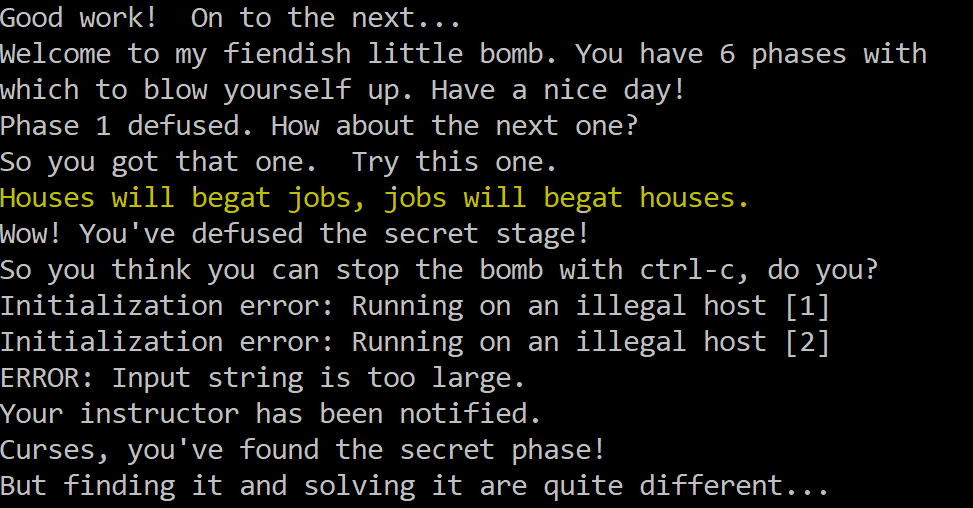 Good work!  On to the next...
Welcome to my fiendish little bomb. You have 6 phases with
which to blow yourself up. Have a nice day!
Phase 1 defused. How about the next one?
So you got that one.  Try this one.
Houses will begat jobs, jobs will begat houses.
Wow! You've defused the secret stage!
So you think you can stop the bomb with ctrl-c, do you?
Initialization error: Running on an illegal host [1]
Initialization error: Running on an illegal host [2]
ERROR: Input string is too large.
Your instructor has been notified.
Curses, you've found the secret phase!
But finding it and solving it are quite different...